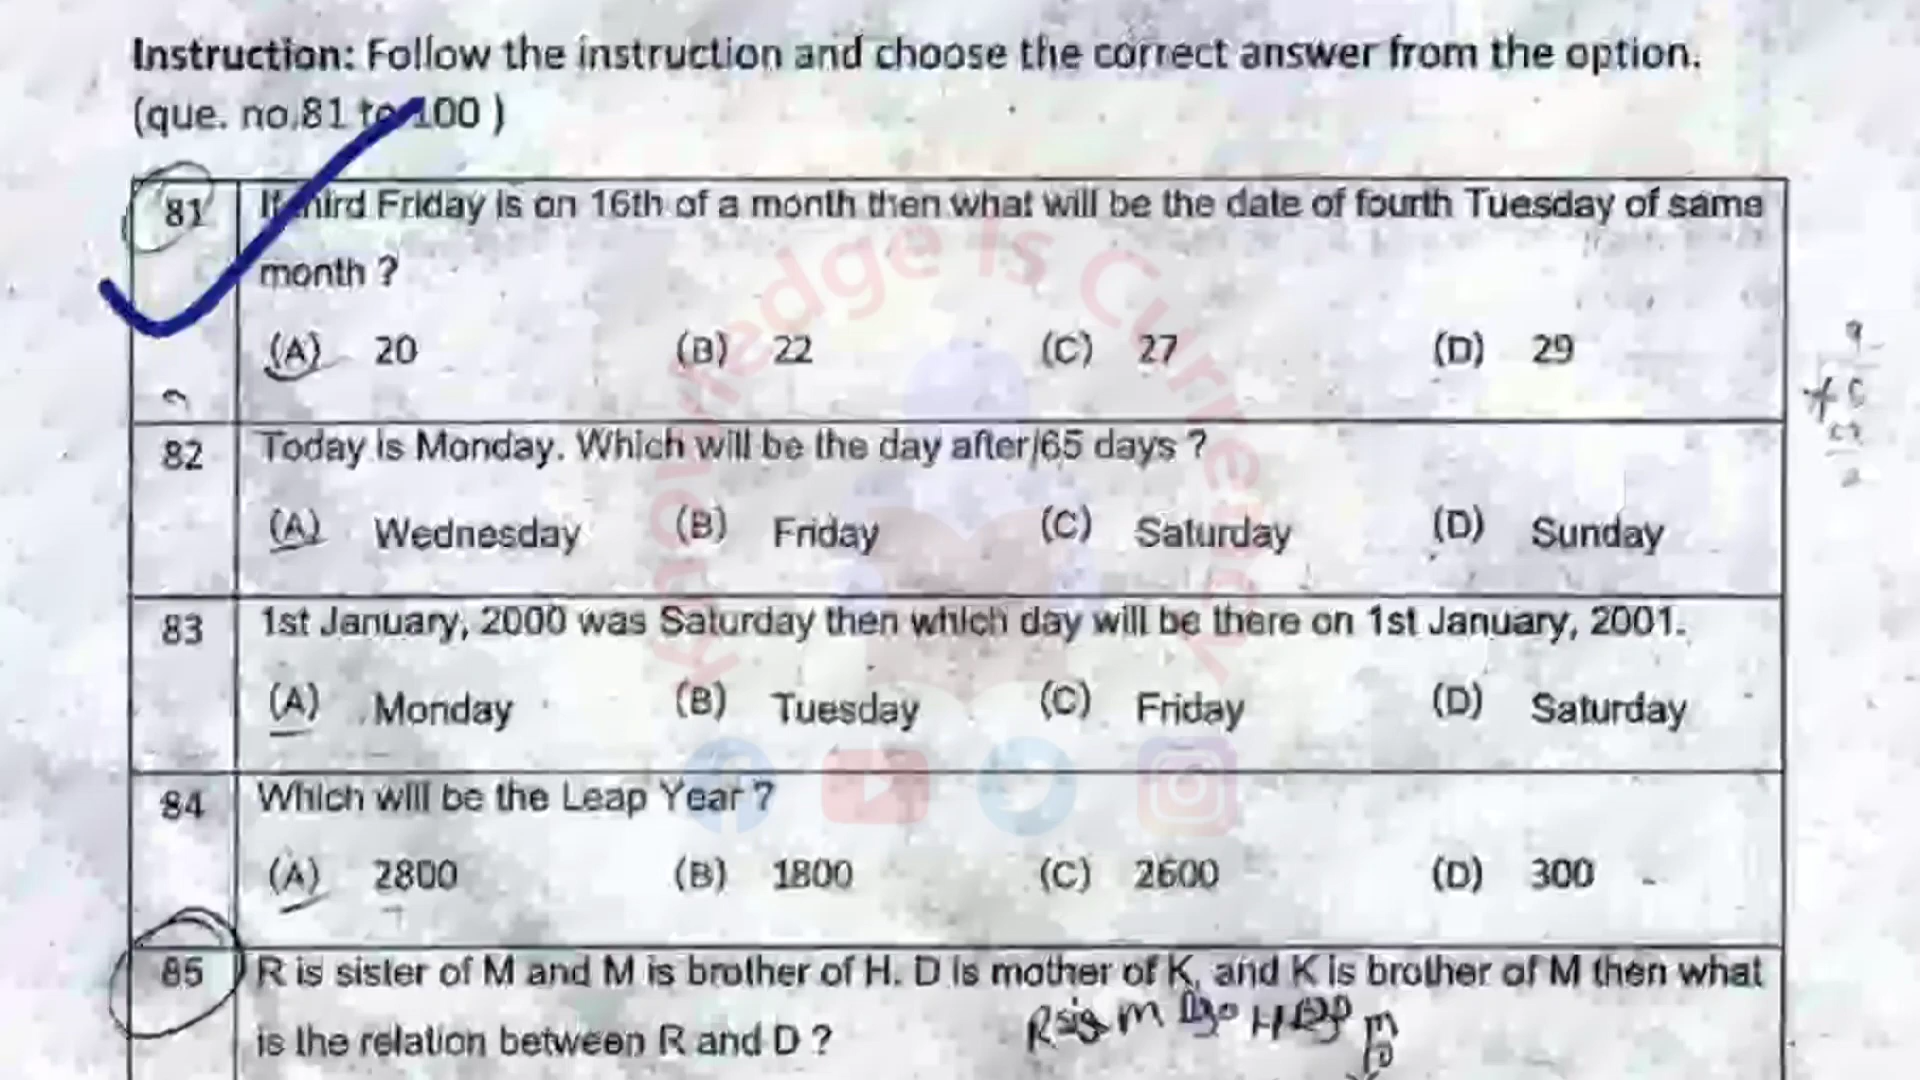 Instruction: Follow the instruction and choose the correct answer from the option.
(que. no.81 to 100 )
81 If third Friday is on 16th of a month then what will be the date of fourth Tuesday of same
month ?
(A) 20 (B) 22 (C) 27 (D) 29
82 Today is Monday. Which will be the day after 65 days ?
(A) Wednesday (B) Friday (C) Saturday (D) Sunday
83 1st January, 2000 was Saturday then which day will be there on 1st January, 2001.
(A) Monday (B) Tuesday (C) Friday (D) Saturday
84 Which will be the Leap Year ?
(A) 2800 (B) 1800 (C) 2600 (D) 300
85 R is sister of M and M is brother of H. D is mother of K, and K is brother of M then what
is the relation between R and D ?
Knowledge Is Currency